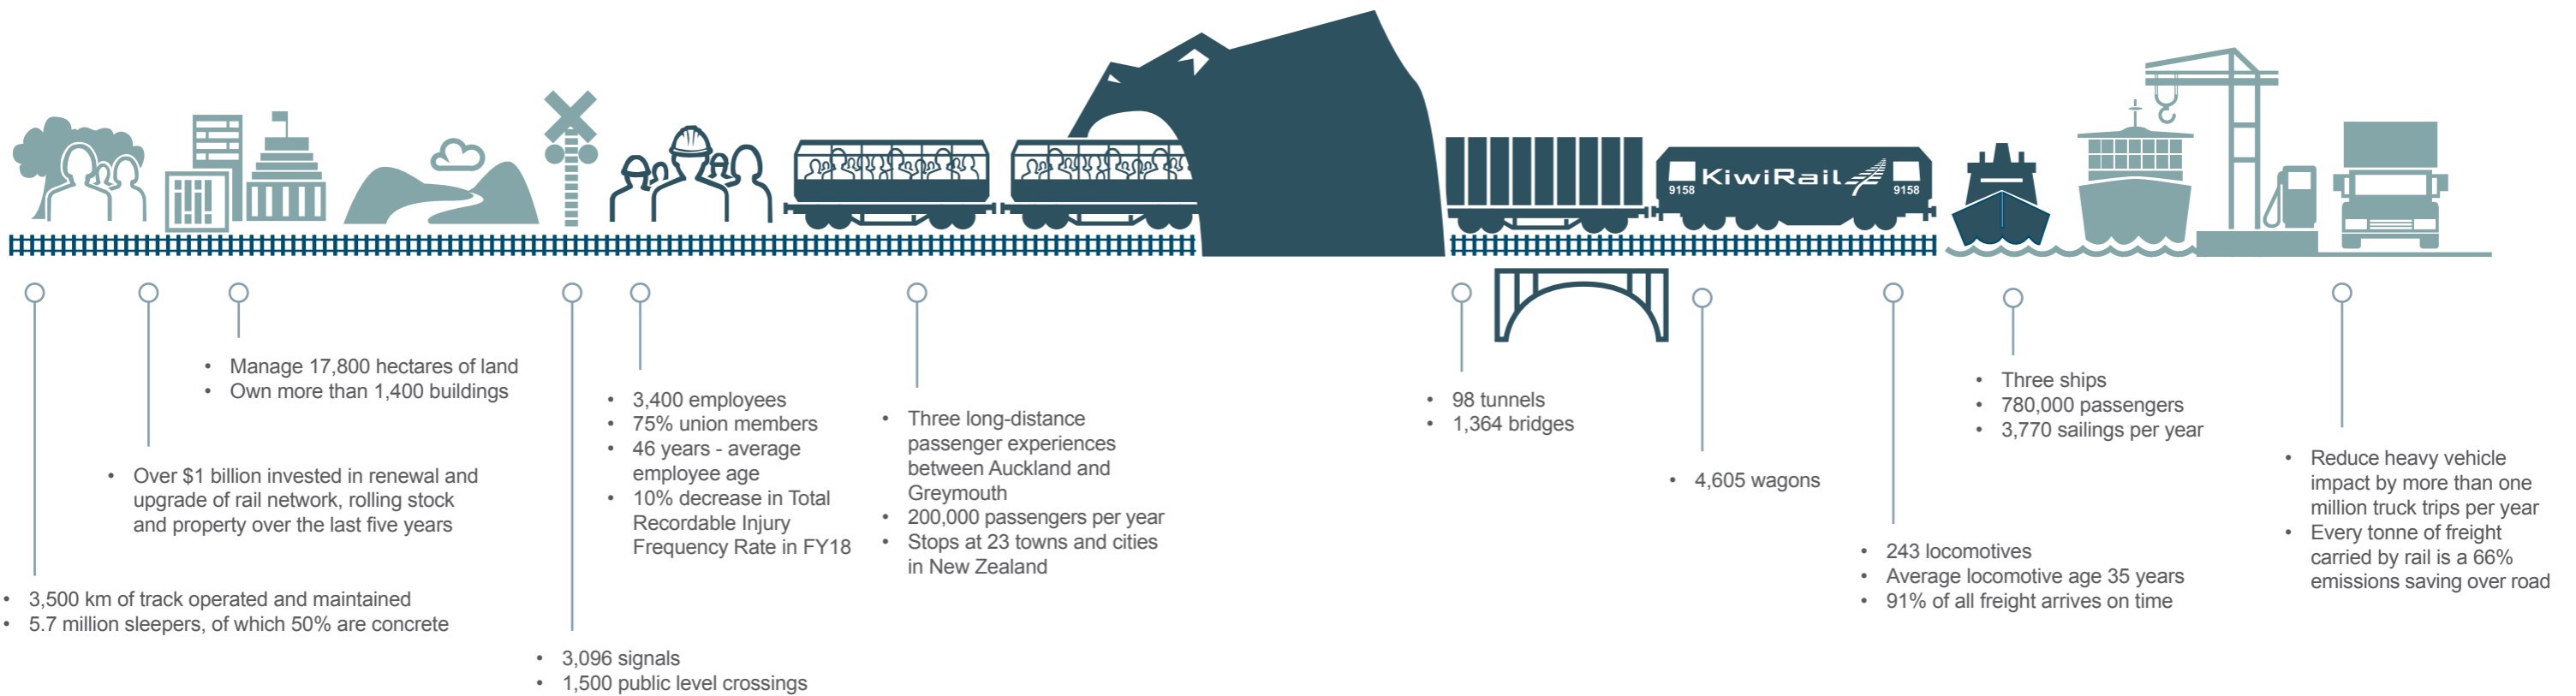 9158 KiwiRail 9158
• Manage 17,800 hectares of land
• Own more than 1,400 buildings
• Over $1 billion invested in renewal and
upgrade of rail network, rolling stock
and property over the last five years
• 3,500 km of track operated and maintained
• 5.7 million sleepers, of which 50% are concrete
• 3,096 signals
• 1,500 public level crossings
• 3,400 employees
• 75% union members
• 46 years - average
employee age
• 10% decrease in Total
Recordable Injury
Frequency Rate in FY18
• Three long-distance
passenger experiences
between Auckland and
Greymouth
• 200,000 passengers per year
• Stops at 23 towns and cities
in New Zealand
• 98 tunnels
• 1,364 bridges
• 4,605 wagons
• 243 locomotives
• Average locomotive age 35 years
• 91% of all freight arrives on time
• Three ships
• 780,000 passengers
• 3,770 sailings per year
• Reduce heavy vehicle
impact by more than one
million truck trips per year
• Every tonne of freight
carried by rail is a 66%
emissions saving over road